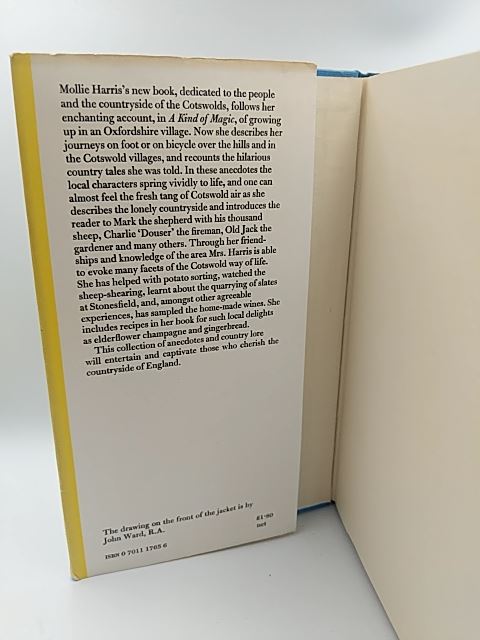 Mollie Harris's new book, dedicated to the people
and the countryside of the Cotswolds, follows her
enchanting account, in A Kind of Magic, of growing
up in an Oxfordshire village. Now she describes her
journeys on foot or on bicycle over the hills and in
the Cotswold villages, and recounts the hilarious
country tales she was told. In these anecdotes the
local characters spring vividly to life, and one can
almost feel the fresh tang of Cotswold air as she
describes the lonely countryside and introduces the
reader to Mark the shepherd with his thousand
sheep, Charlie 'Douser' the fireman, Old Jack the
gardener and many others. Through her friend-
ships and knowledge of the area Mrs. Harris is able
to evoke many facets of the Cotswold way of life.
She has helped with potato sorting, watched the
sheep-shearing, learnt about the quarrying of slates
at Stonesfield, and, amongst other agreeable
experiences, has sampled the home-made wines. She
includes recipes in her book for such local delights
as elderflower champagne and gingerbread.
This collection of anecdotes and country lore
will entertain and captivate those who cherish the
countryside of England.
The drawing on the front of the jacket is by
John Ward, R.A.
£1·80
net
ISBN 0 7011 1765 6